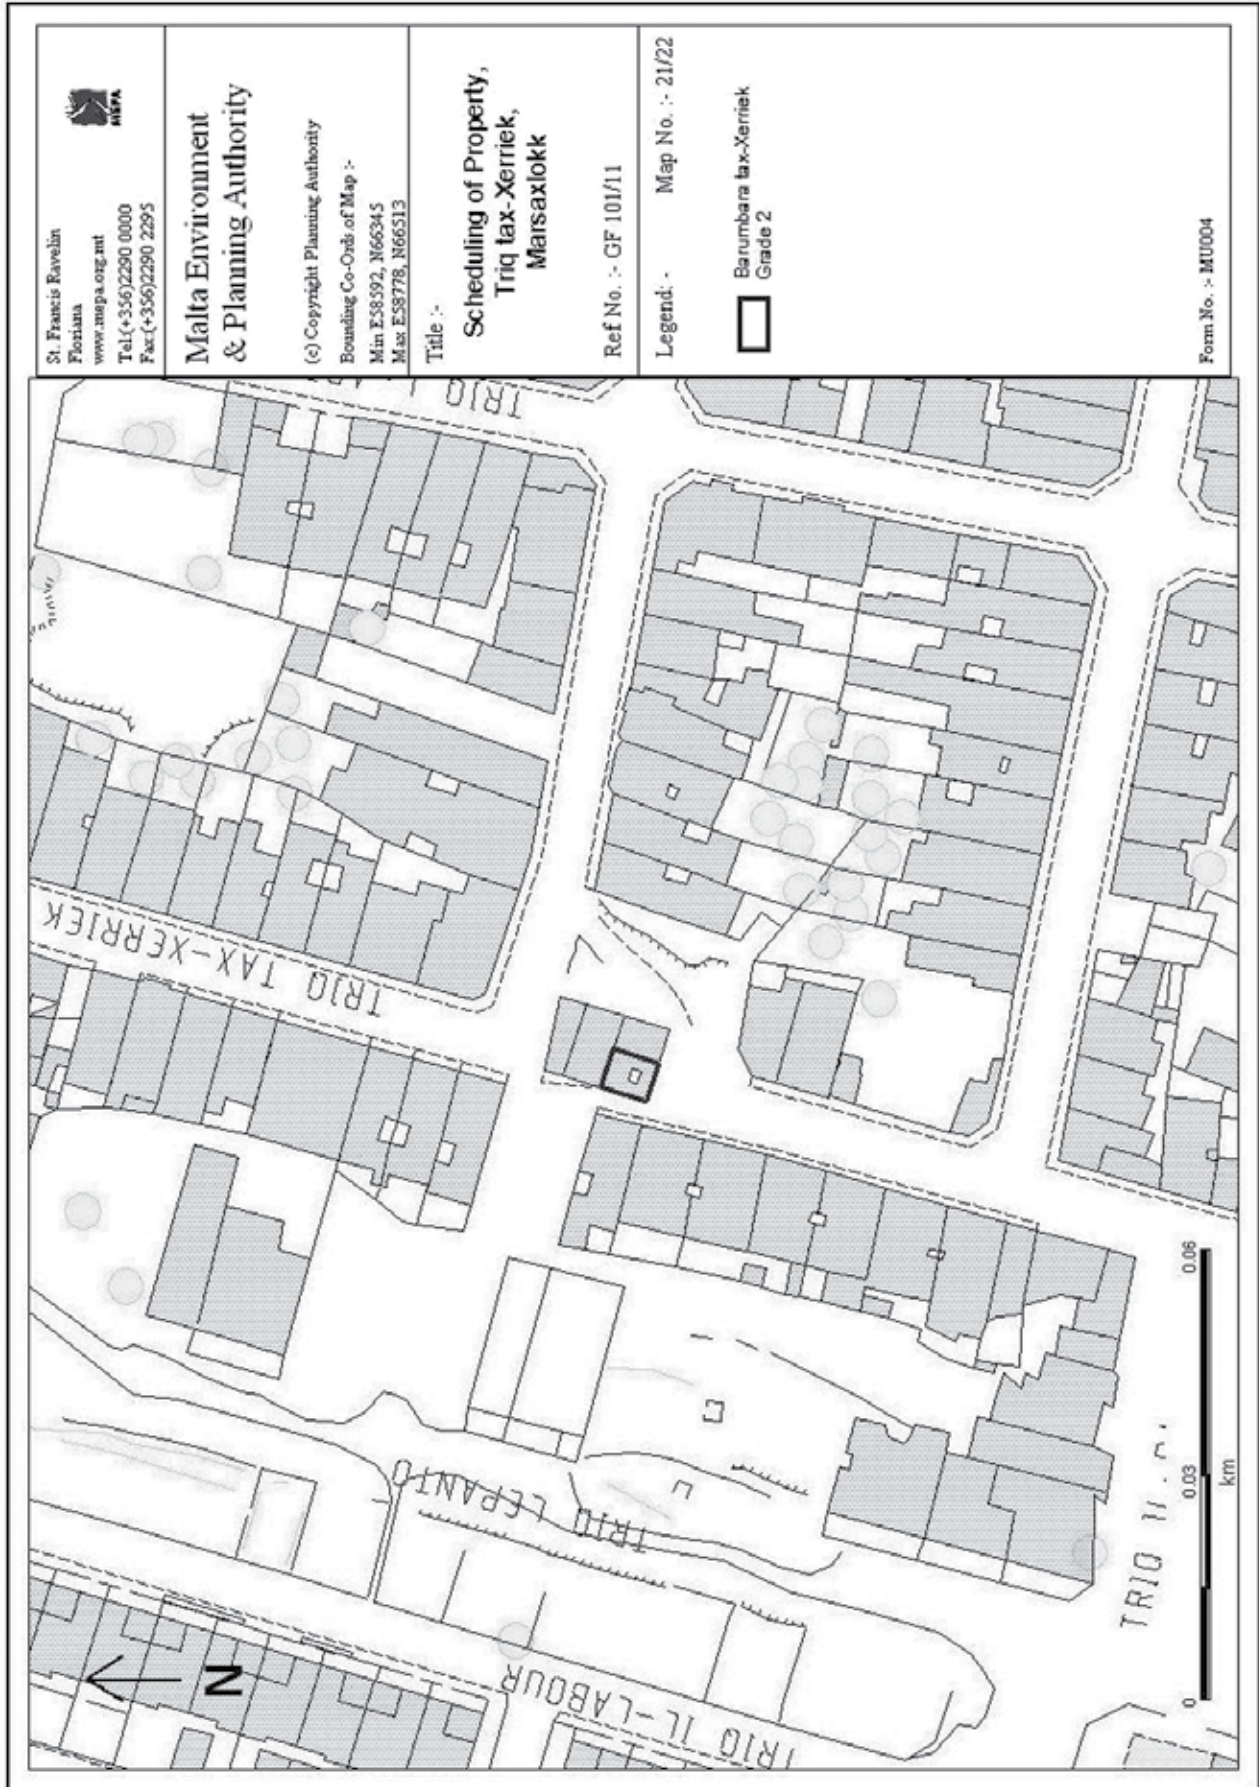 St. Francis Ravelin
Floriana
www.mepa.org.mt
Tel:(+356)2290 0000
Fax:(+356)2290 2295
MEPA
Malta Environment
& Planning Authority
(c) Copyright Planning Authority
Bounding Co-Ords of Map :-
Min E58592, N66345
Max E58778, N66513
Title :-
Scheduling of Property,
Triq tax-Xerriek,
Marsaxlokk
Ref No. :- GF 101/11
Legend: - Map No. :- 21/22
Barumbara tax-Xerriek
Grade 2
Form No. :- MU004
TRIQ
TRIQ TAX-XERRIEK
TRIQ LEPANTO
TRIQ IL-LABOUR
TRIQ
N
0 0.03 0.06
km